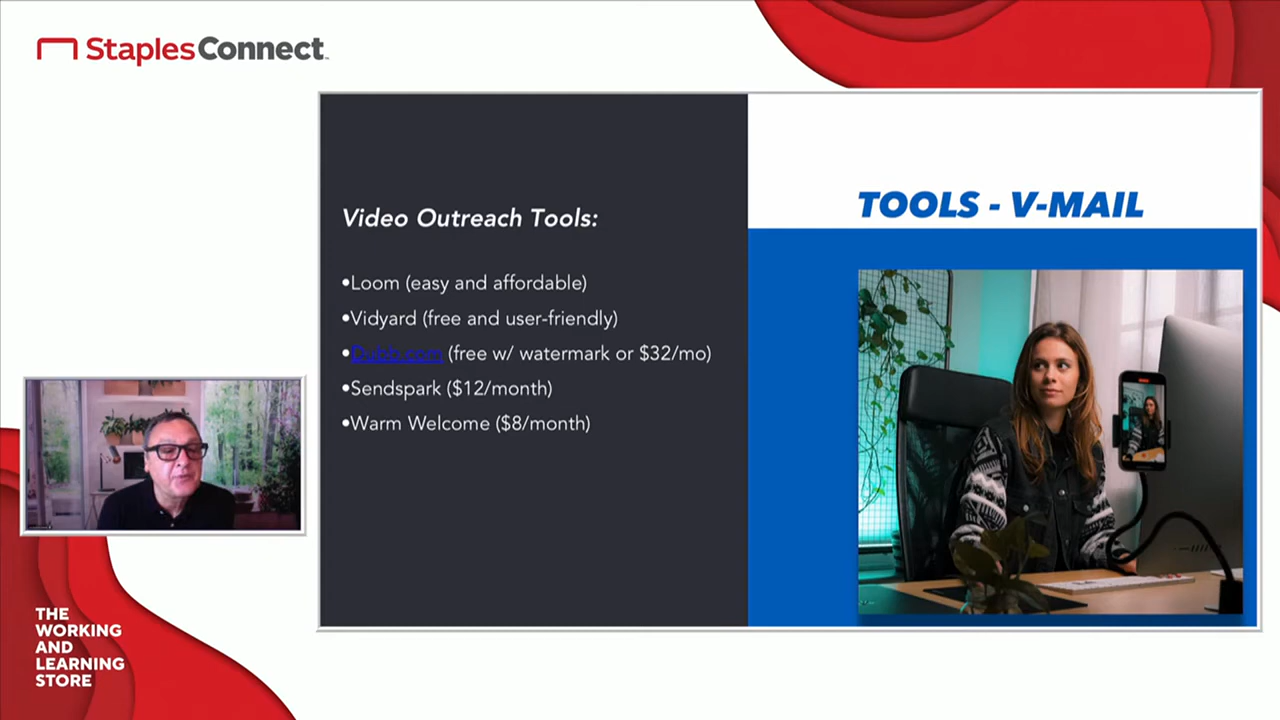 StaplesConnect™
Video Outreach Tools:
TOOLS - V-MAIL
•Loom (easy and affordable)
•Vidyard (free and user-friendly)
•Dubb.com (free w/ watermark or $32/mo)
•Sendspark ($12/month)
•Warm Welcome ($8/month)
THE
WORKING
AND
LEARNING
STORE